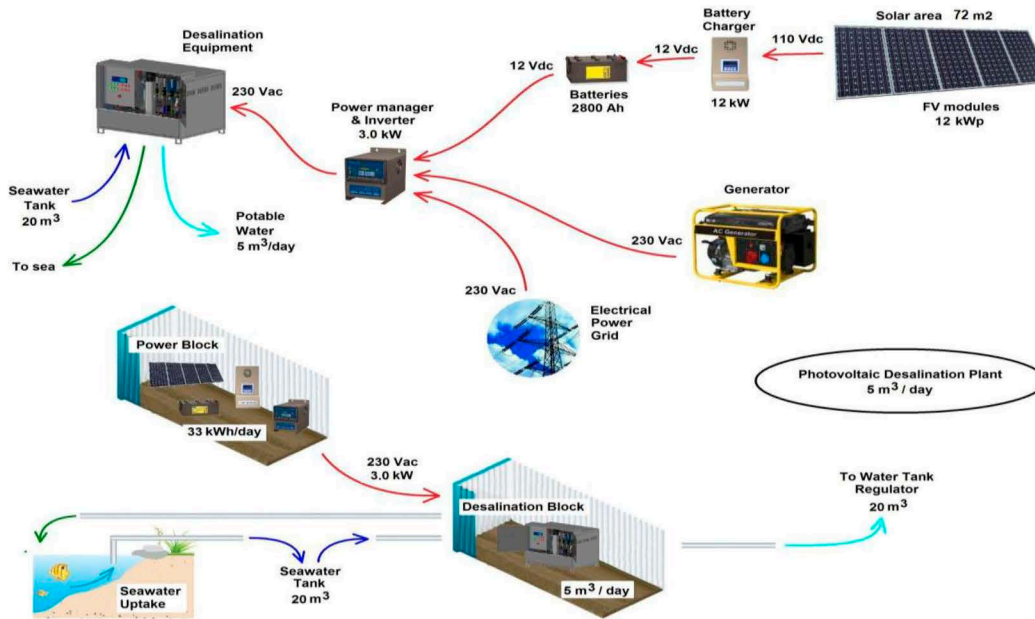 Desalination
Equipment
230 Vac
Power manager
& Inverter
3.0 kW
12 Vdc
Batteries
2800 Ah
12 Vdc
Battery
Charger
12 kW
110 Vdc
Solar area 72 m2
FV modules
12 kWp
Seawater
Tank
20 m³
Potable
Water
5 m³/day
To sea
Generator
AC Generator
230 Vac
230 Vac
Electrical
Power
Grid
Power Block
33 kWh/day
Photovoltaic Desalination Plant
5 m³ / day
230 Vac
3.0 kW
Desalination Block
5 m³ / day
To Water Tank
Regulator
20 m³
Seawater
Tank
20 m³
Seawater
Uptake